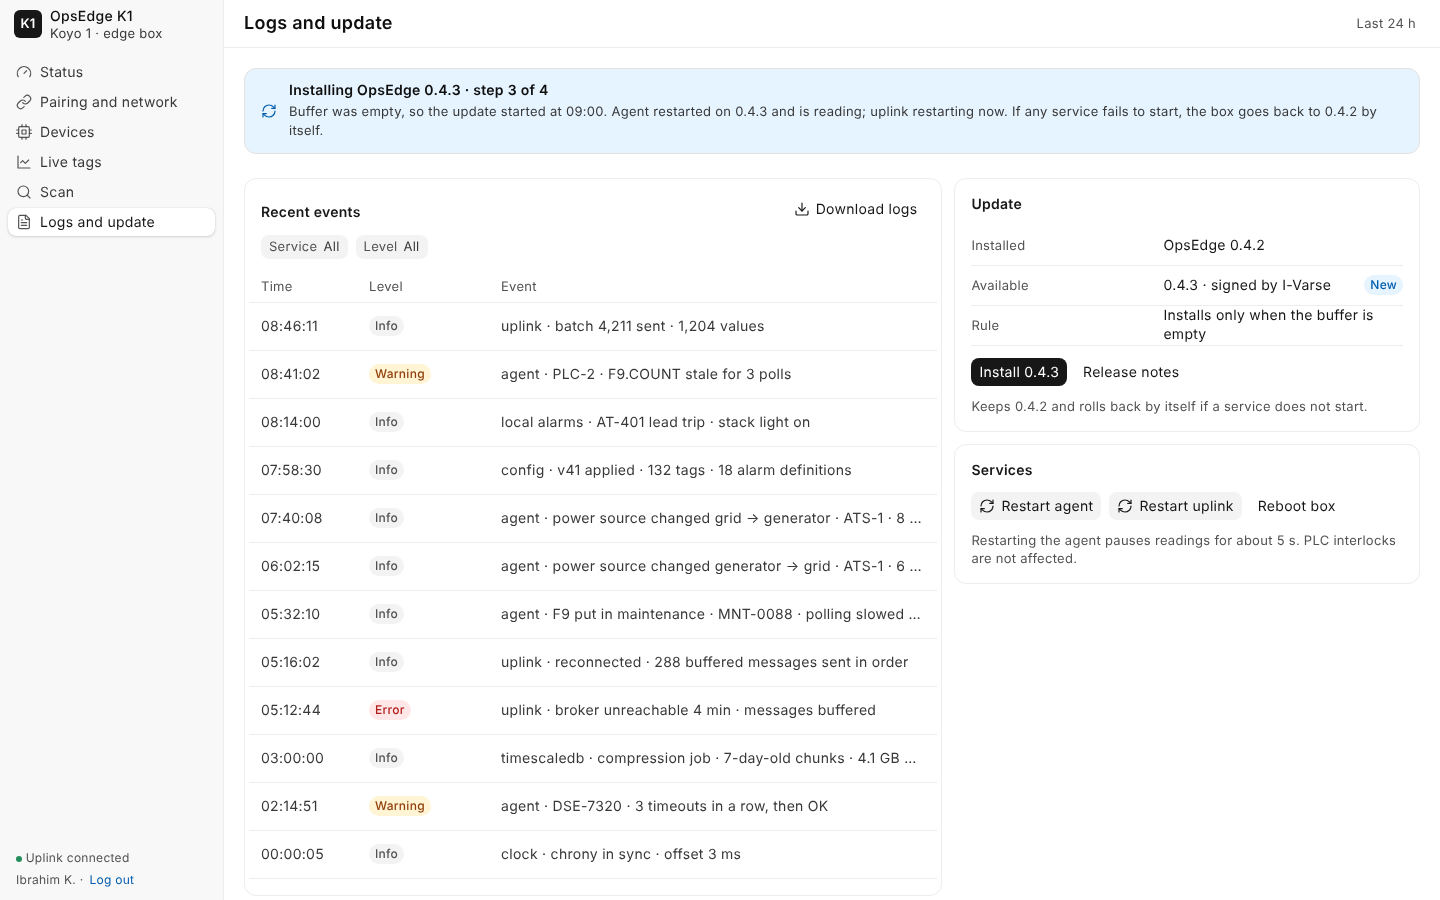 K1
OpsEdge K1
Koyo 1 · edge box
Status
Pairing and network
Devices
Live tags
Scan
Logs and update
Uplink connected
Ibrahim K. · Log out
Logs and update
Last 24 h
Installing OpsEdge 0.4.3 · step 3 of 4
Buffer was empty, so the update started at 09:00. Agent restarted on 0.4.3 and is reading; uplink restarting now. If any service fails to start, the box goes back to 0.4.2 by
itself.
Recent events
Download logs
Service All Level All
Time Level Event
08:46:11 Info uplink · batch 4,211 sent · 1,204 values
08:41:02 Warning agent · PLC-2 · F9.COUNT stale for 3 polls
08:14:00 Info local alarms · AT-401 lead trip · stack light on
07:58:30 Info config · v41 applied · 132 tags · 18 alarm definitions
07:40:08 Info agent · power source changed grid → generator · ATS-1 · 8 ...
06:02:15 Info agent · power source changed generator → grid · ATS-1 · 6 ...
05:32:10 Info agent · F9 put in maintenance · MNT-0088 · polling slowed ...
05:16:02 Info uplink · reconnected · 288 buffered messages sent in order
05:12:44 Error uplink · broker unreachable 4 min · messages buffered
03:00:00 Info timescaledb · compression job · 7-day-old chunks · 4.1 GB ...
02:14:51 Warning agent · DSE-7320 · 3 timeouts in a row, then OK
00:00:05 Info clock · chrony in sync · offset 3 ms
Update
Installed OpsEdge 0.4.2
Available 0.4.3 · signed by I-Varse New
Rule Installs only when the buffer is
empty
Install 0.4.3 Release notes
Keeps 0.4.2 and rolls back by itself if a service does not start.
Services
Restart agent Restart uplink Reboot box
Restarting the agent pauses readings for about 5 s. PLC interlocks
are not affected.